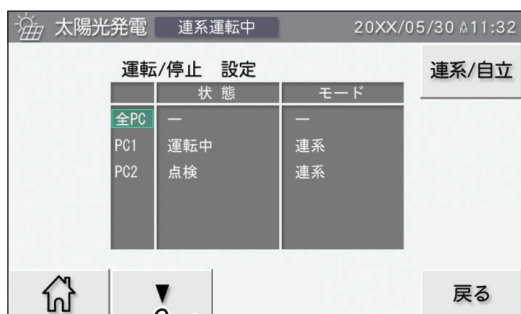 太陽光発電 連系運転中 20XX/05/30 11:32
運転/停止 設定 連系/自立
状態 モード
全PC — —
PC1 運転中 連系
PC2 点検 連系
▼ 戻る